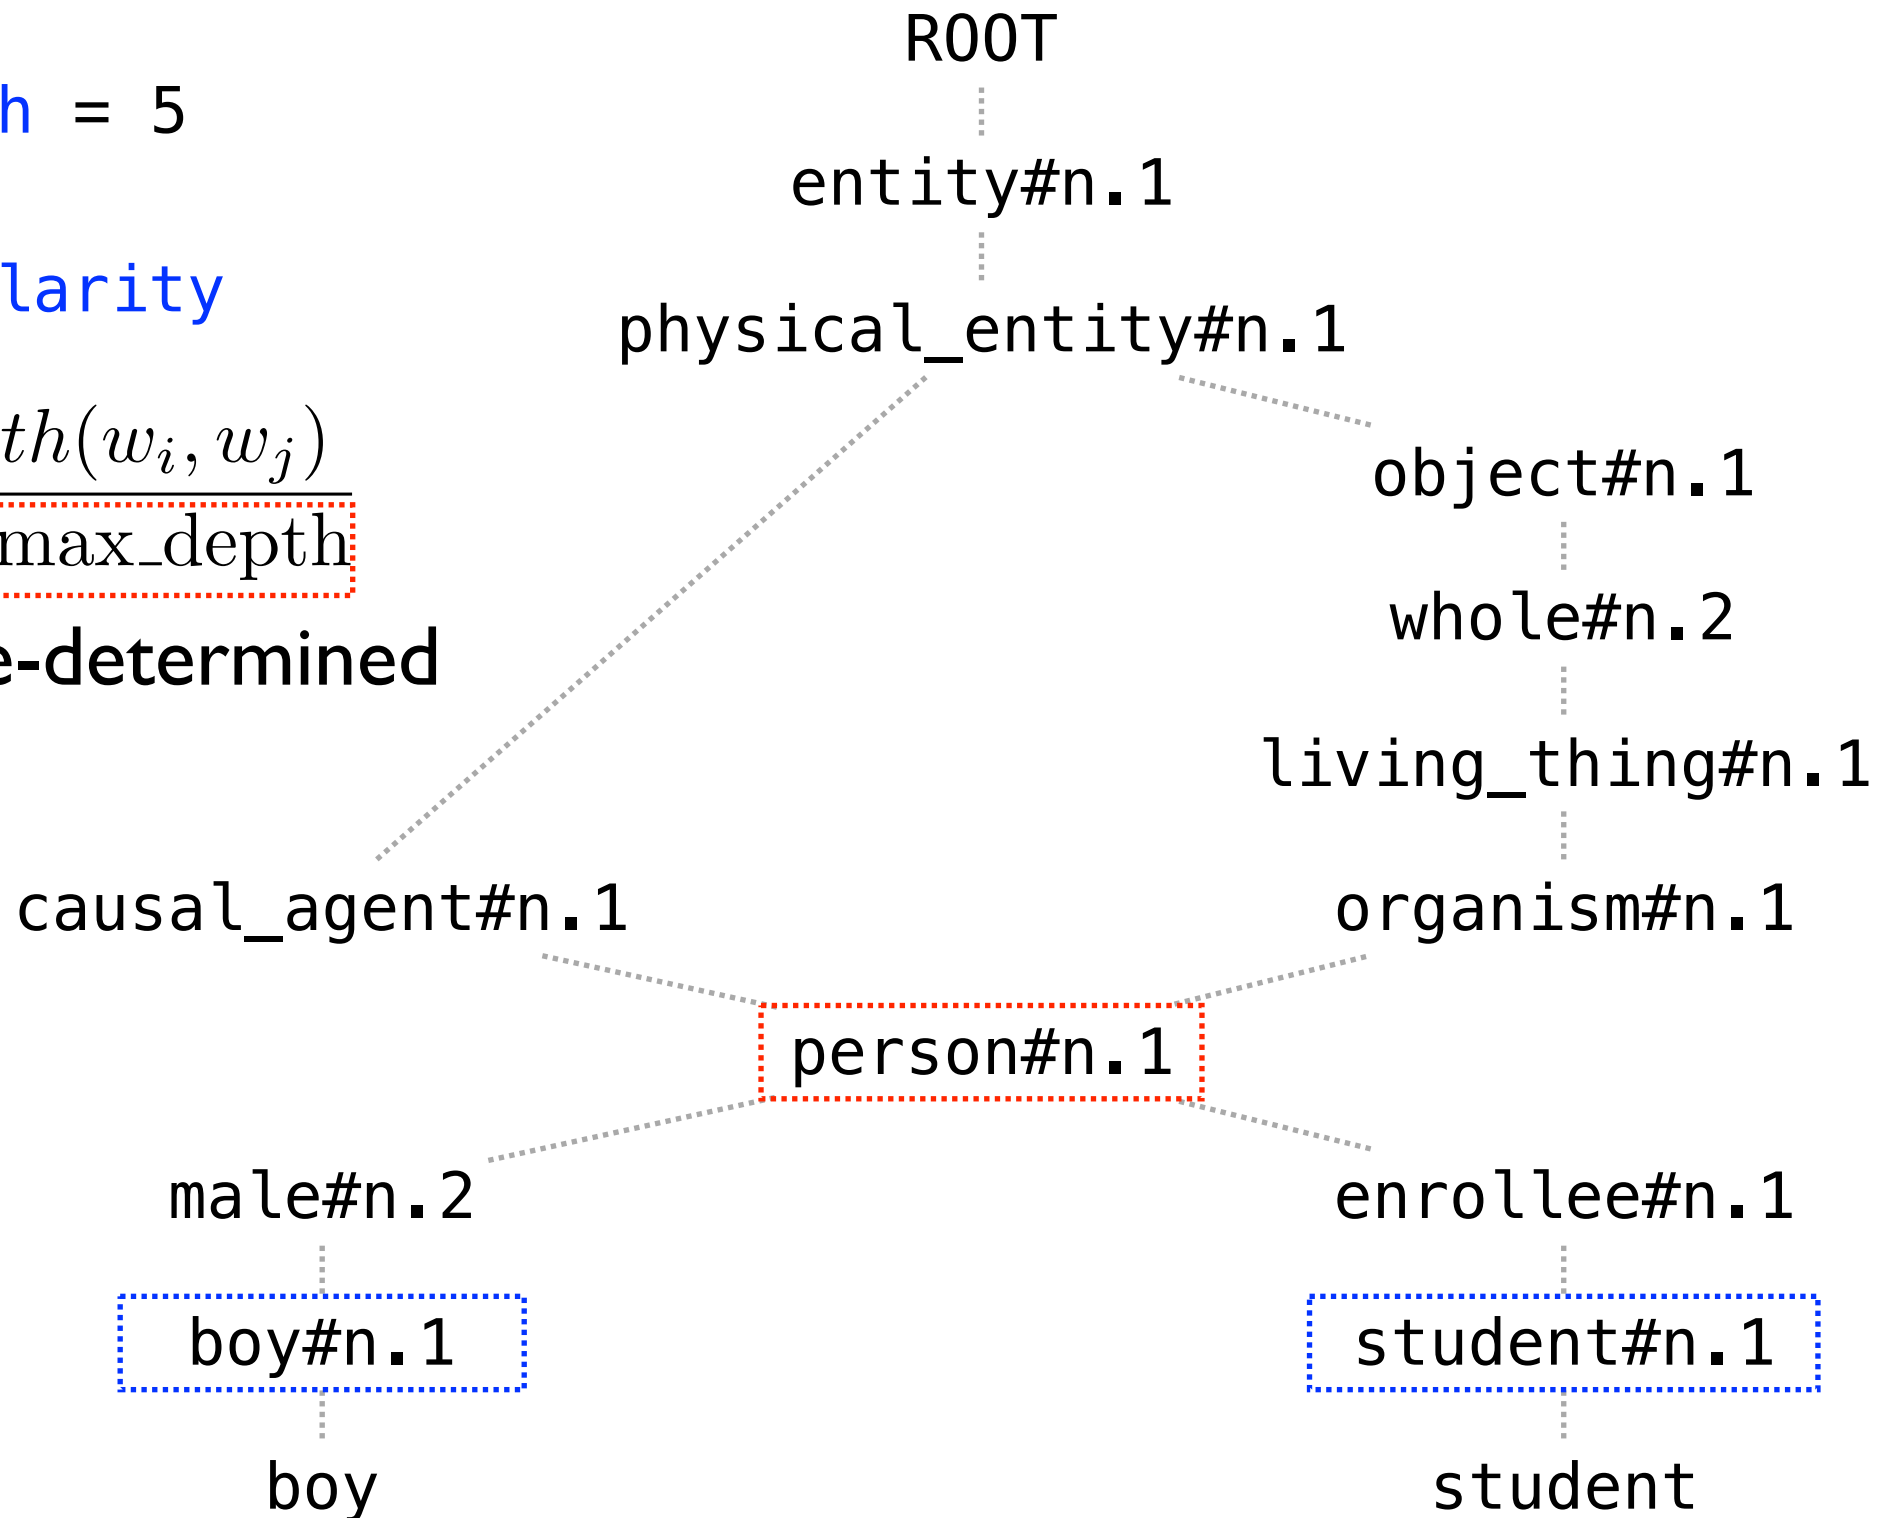 ROOT
h = 5
entity#n.1
larity
physical_entity#n.1
th(w_i, w_j)
object#n.1
max_depth
whole#n.2
e-determined
living_thing#n.1
causal_agent#n.1
organism#n.1
person#n.1
male#n.2
enrollee#n.1
boy#n.1
student#n.1
boy
student